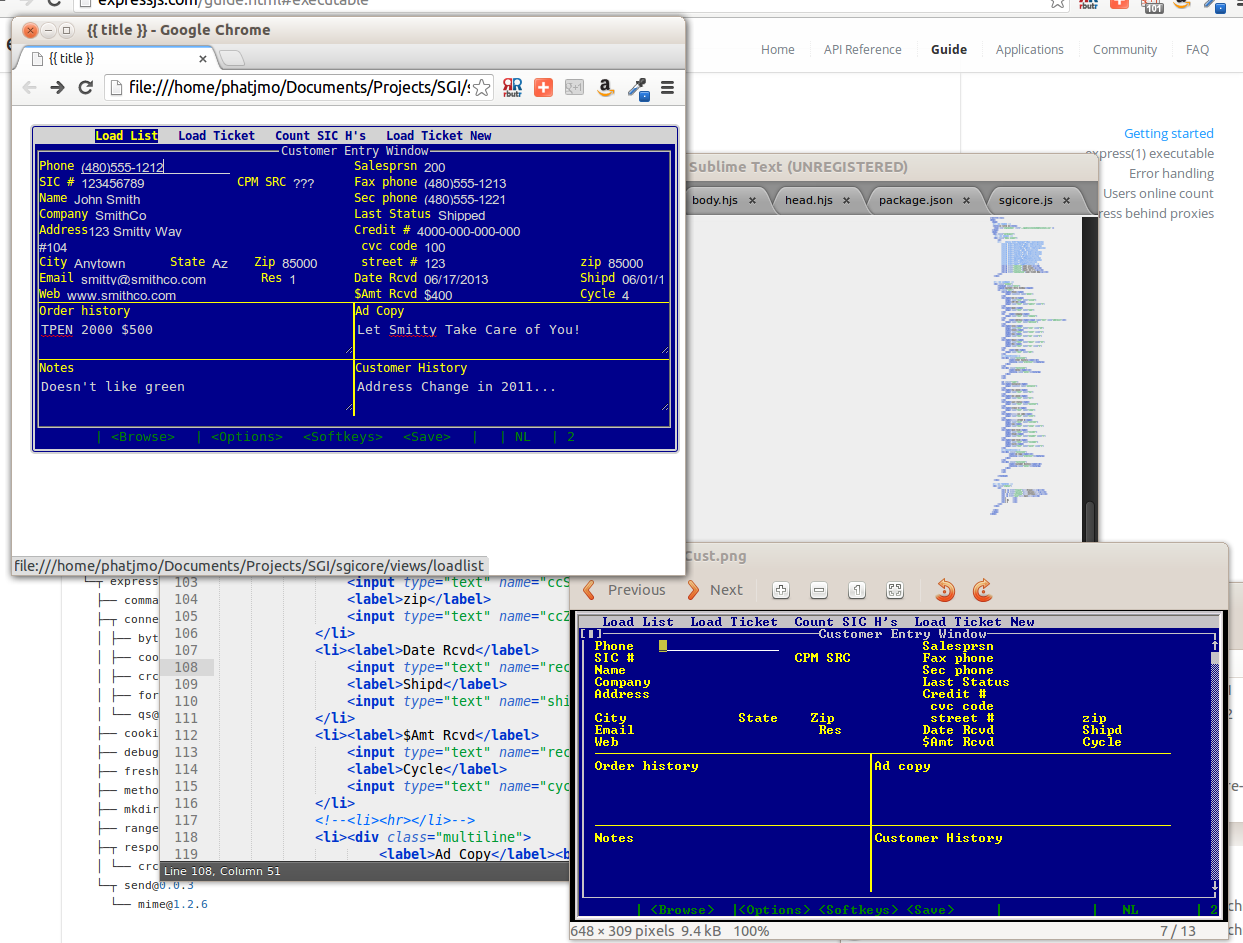 expressjs.com/guide.html#executable
{{ title }} - Google Chrome
{{ title }}
file:///home/phatjmo/Documents/Projects/SGI/
rbutr
101
Home API Reference Guide Applications Community FAQ
Getting started
express(1) executable
Error handling
Users online count
ress behind proxies
Load List Load Ticket Count SIC H's Load Ticket New
Customer Entry Window
Phone (480)555-1212 Salesprsn 200
SIC # 123456789 CPM SRC ??? Fax phone (480)555-1213
Name John Smith Sec phone (480)555-1221
Company SmithCo Last Status Shipped
Address 123 Smitty Way Credit # 4000-000-000-000
#104 cvc code 100
City Anytown State Az Zip 85000 street # 123 zip 85000
Email smitty@smithco.com Res 1 Date Rcvd 06/17/2013 Shipd 06/01/1
Web www.smithco.com $Amt Rcvd $400 Cycle 4
Order history Ad Copy
TPEN 2000 $500 Let Smitty Take Care of You!
Notes Customer History
Doesn't like green Address Change in 2011...
| <Browse> | <Options> <Softkeys> <Save> | | NL | 2
file:///home/phatjmo/Documents/Projects/SGI/sgicore/views/loadlist
Sublime Text (UNREGISTERED)
body.hjs × head.hjs × package.json × sgicore.js ×
express
comma
conne
byt
coo
crc
for
qs@
cooki
debug
fresh
metho
mkdir
range
respo
crc
send@0.0.3
mime@1.2.6
103 <input type="text" name="ccS
104 <label>zip</label>
105 <input type="text" name="ccZ
106 </li>
107 <li><label>Date Rcvd</label>
108 <input type="text" name="rec
109 <label>Shipd</label>
110 <input type="text" name="shi
111 </li>
112 <li><label>$Amt Rcvd</label>
113 <input type="text" name="rec
114 <label>Cycle</label>
115 <input type="text" name="cyc
116 </li>
117 <!--<li><hr></li>-->
118 <li><div class="multiline">
119 <label>Ad Copy</label><b
Line 108, Column 51
Cust.png
Previous Next
Load List Load Ticket Count SIC H's Load Ticket New
Customer Entry Window
Phone Salesprsn
SIC # CPM SRC Fax phone
Name Sec phone
Company Last Status
Address Credit #
cvc code
City State Zip street # zip
Email Res Date Rcvd Shipd
Web $Amt Rcvd Cycle
Order history Ad copy
Notes Customer History
| <Browse> |<Options> <Softkeys> <Save> | | NL | 2
648 × 309 pixels 9.4 kB 100% 7 / 13